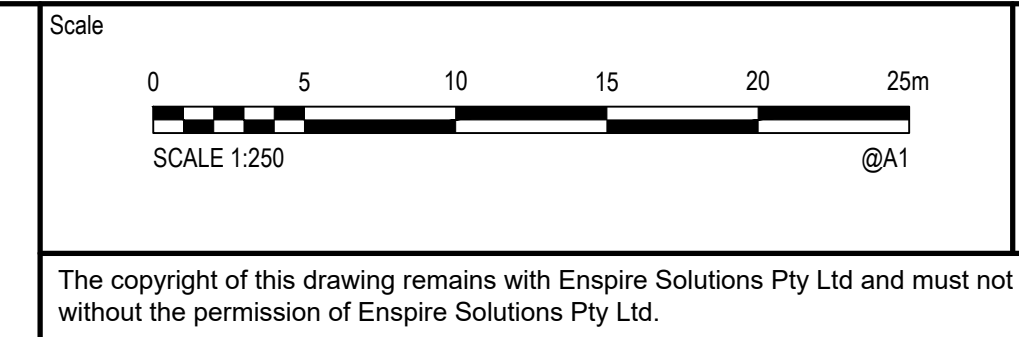 Scale
0 5 10 15 20 25m
SCALE 1:250 @A1
The copyright of this drawing remains with Enspire Solutions Pty Ltd and must not
without the permission of Enspire Solutions Pty Ltd.